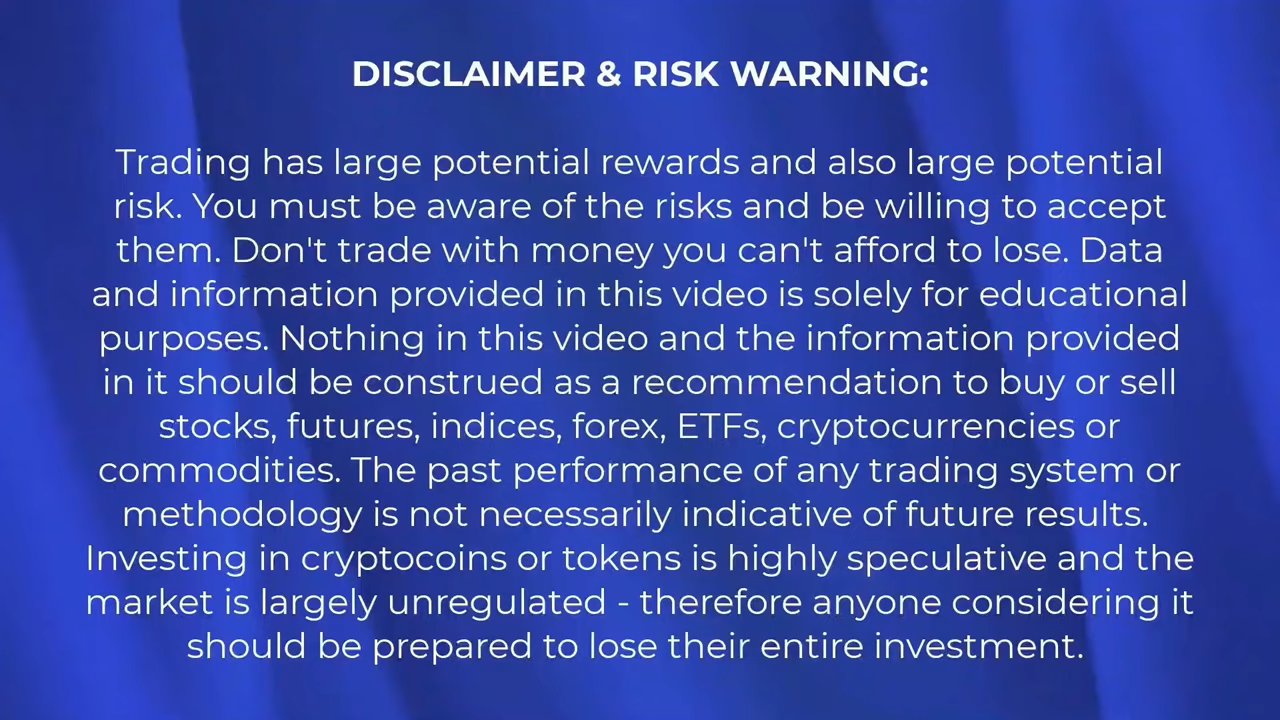 DISCLAIMER & RISK WARNING:
Trading has large potential rewards and also large potential
risk. You must be aware of the risks and be willing to accept
them. Don't trade with money you can't afford to lose. Data
and information provided in this video is solely for educational
purposes. Nothing in this video and the information provided
in it should be construed as a recommendation to buy or sell
stocks, futures, indices, forex, ETFs, cryptocurrencies or
commodities. The past performance of any trading system or
methodology is not necessarily indicative of future results.
Investing in cryptocoins or tokens is highly speculative and the
market is largely unregulated - therefore anyone considering it
should be prepared to lose their entire investment.